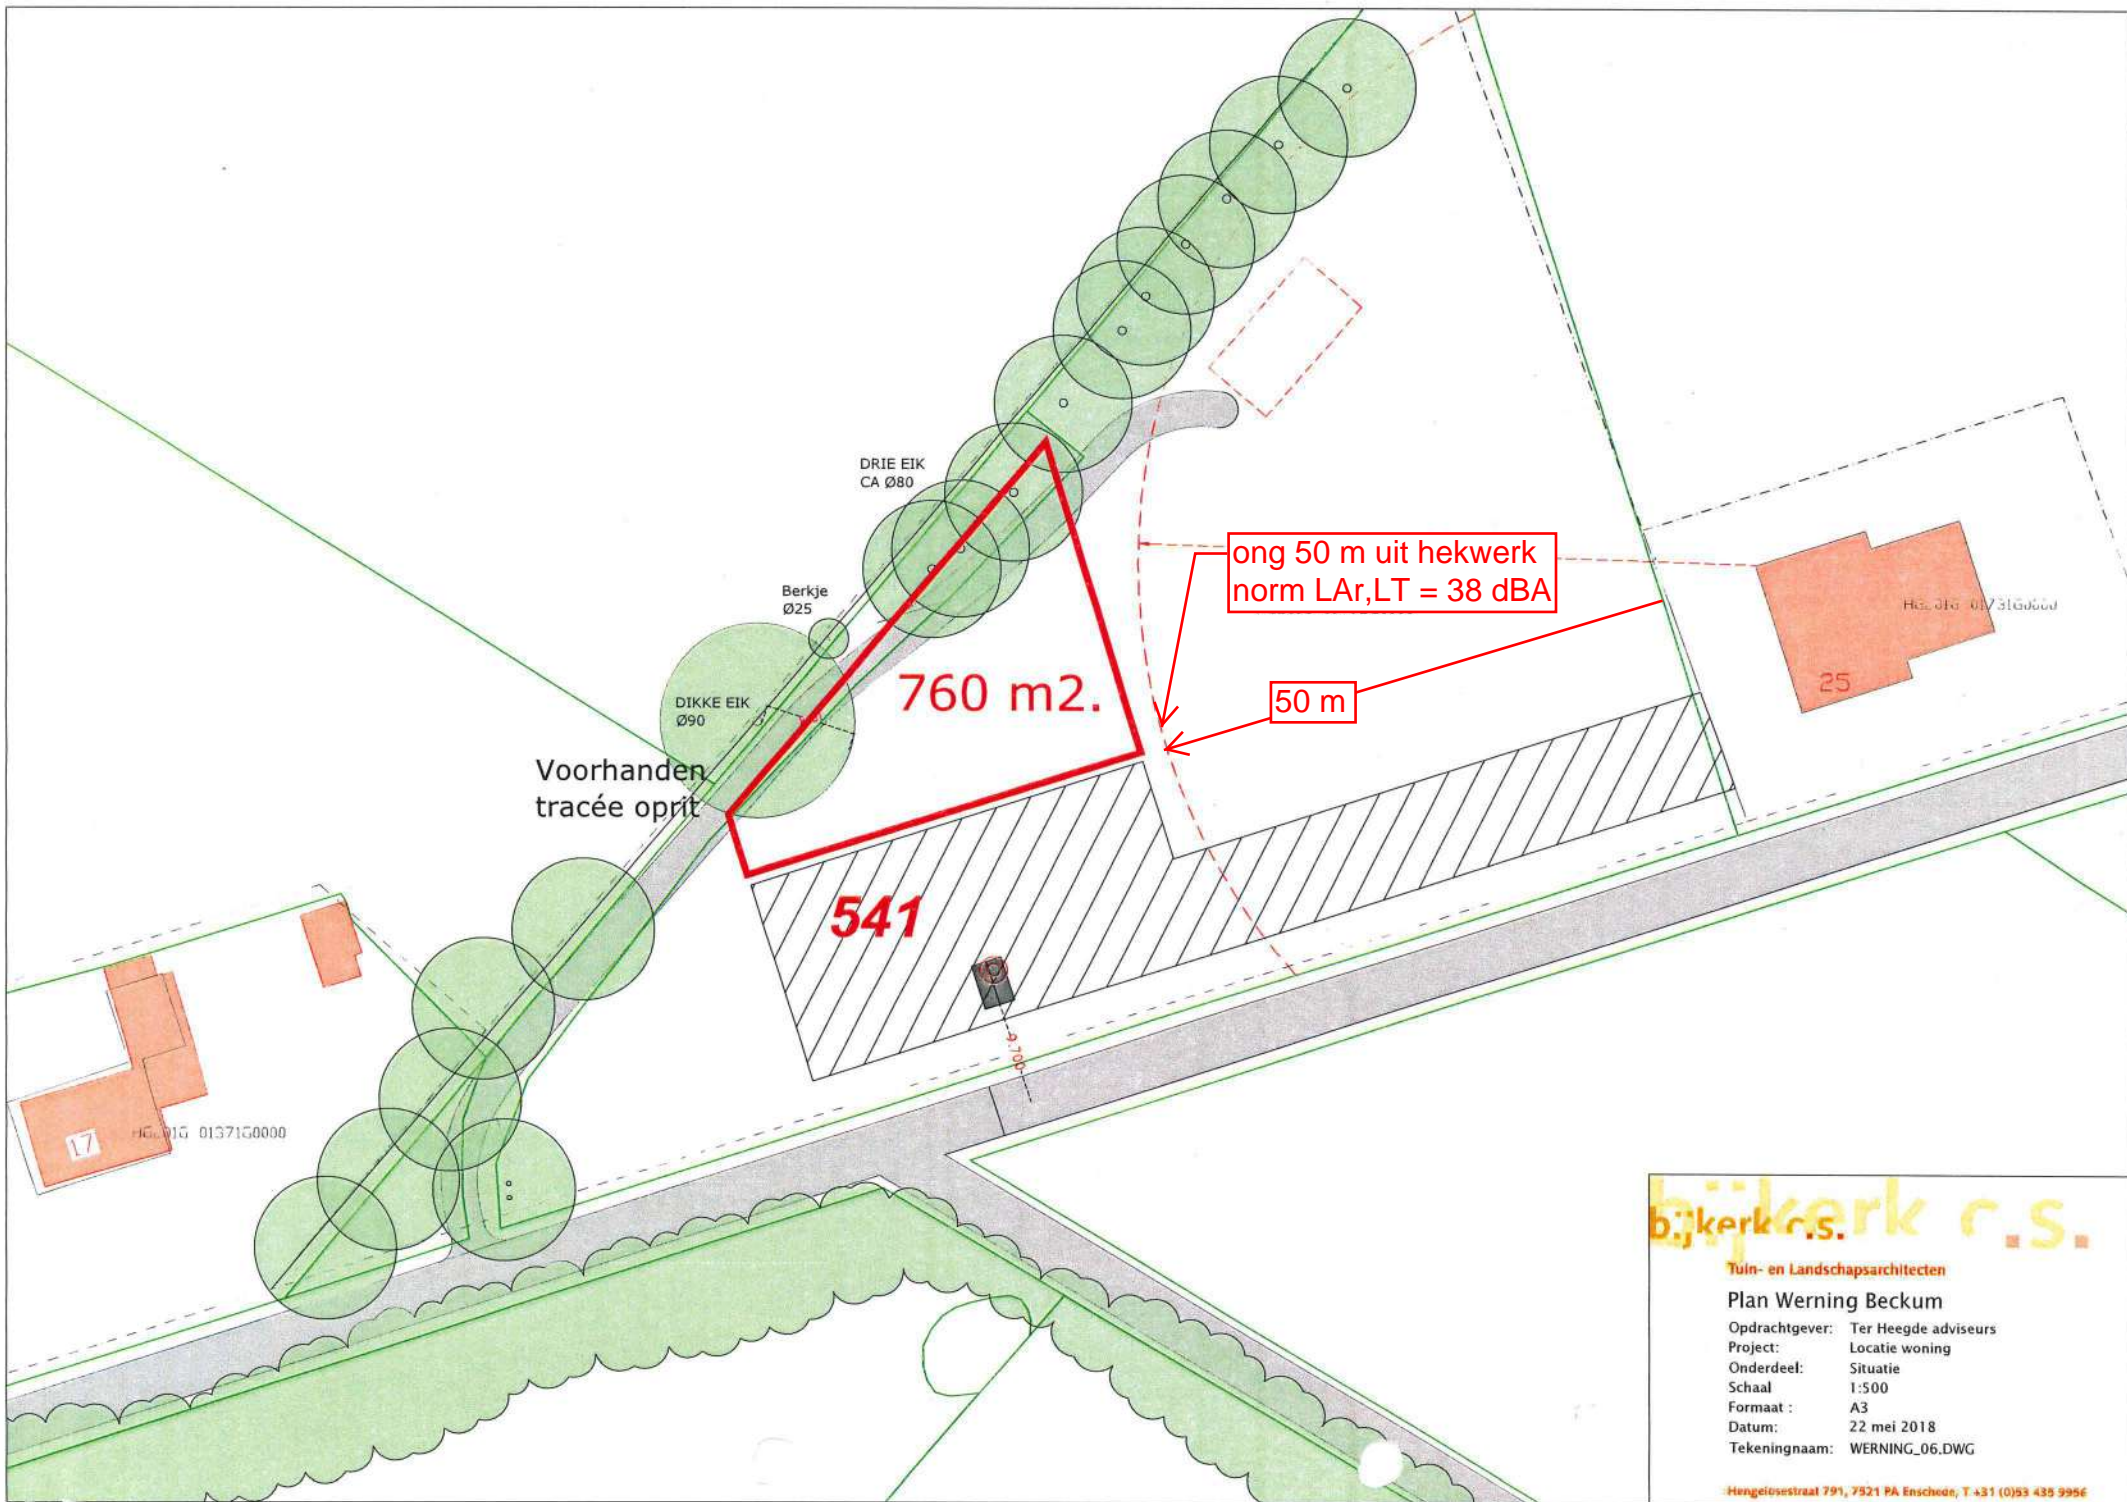 DRIE EIK
CA Ø80
Berkje
Ø25
DIKKE EIK
Ø90
Voorhanden
tracée oprit
760 m2.
ong 50 m uit hekwerk
norm LAr,LT = 38 dBA
50 m
25
541
9.700
17
bijkerk c.s.
Tuin- en Landschapsarchitecten
Plan Werning Beckum
Opdrachtgever: Ter Heegde adviseurs
Project: Locatie woning
Onderdeel: Situatie
Schaal 1:500
Formaat : A3
Datum: 22 mei 2018
Tekeningnaam: WERNING_06.DWG
Hengelosestraat 791, 7521 PA Enschede, T +31 (0)53 435 9956